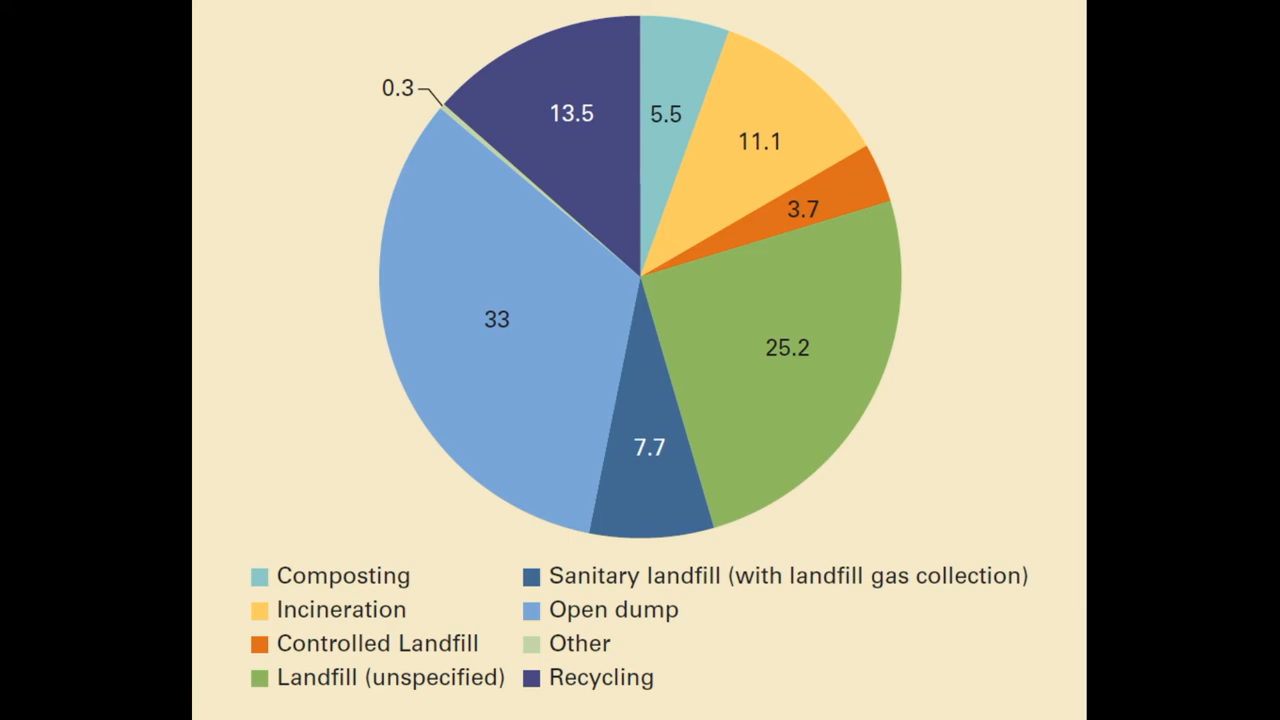 0.3
13.5
5.5
11.1
3.7
33
25.2
7.7
Composting
Incineration
Controlled Landfill
Landfill (unspecified)
Sanitary landfill (with landfill gas collection)
Open dump
Other
Recycling